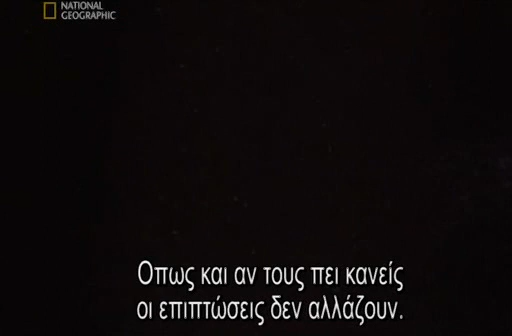 NATIONAL
GEOGRAPHIC
Οπως και αν τους πει κανείς
οι επιπτώσεις δεν αλλάζουν.